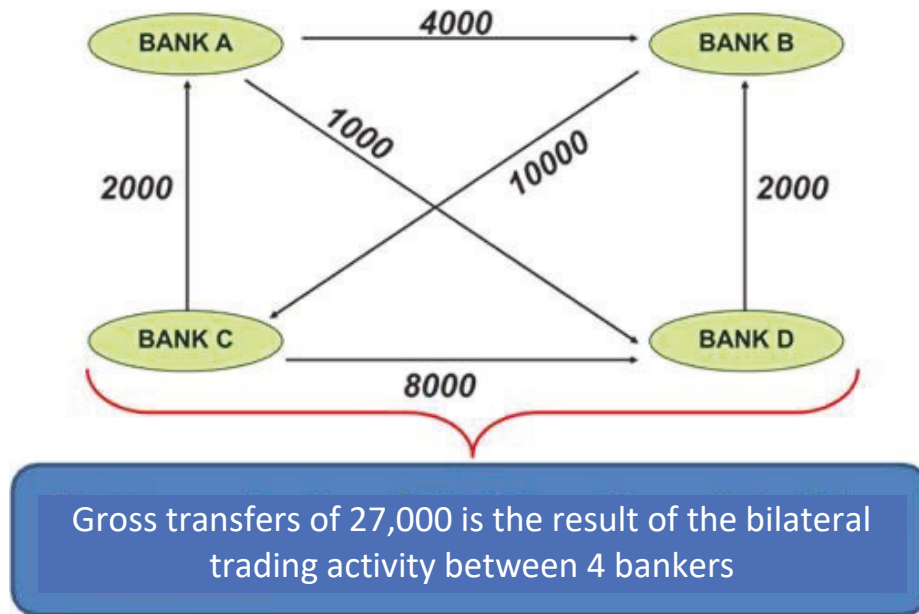 BANK A
4000
BANK B
1000
10000
2000
2000
BANK C
8000
BANK D
Gross transfers of 27,000 is the result of the bilateral
trading activity between 4 bankers